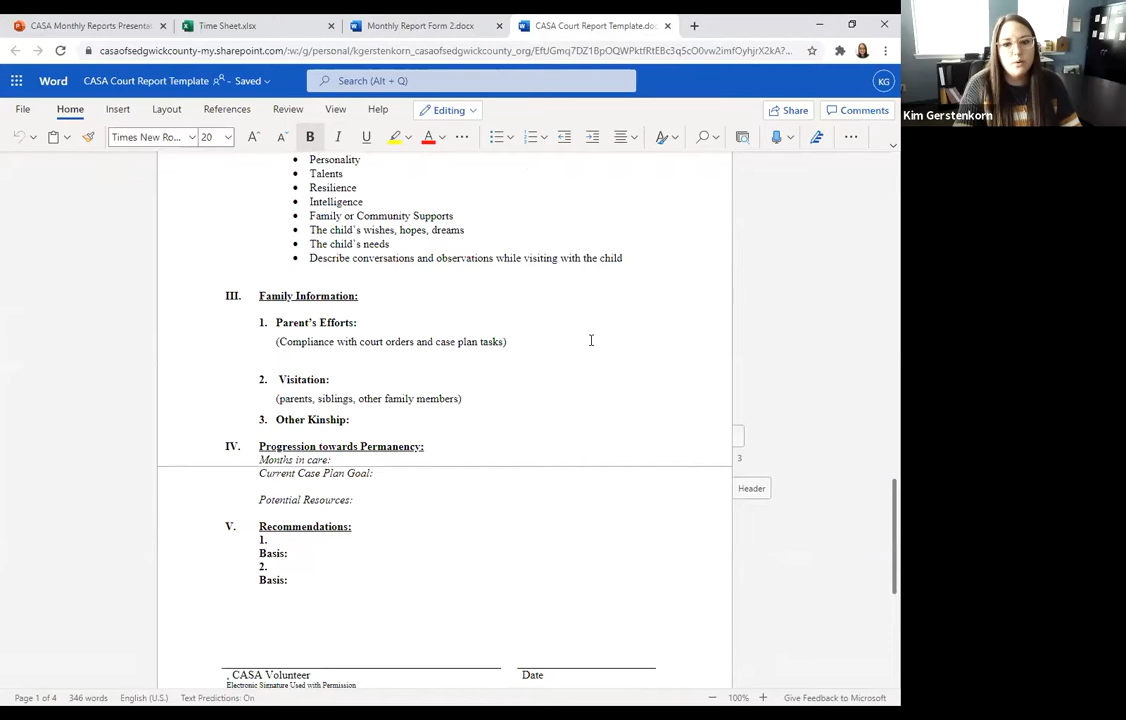 CASA Monthly Reports Presentat
Time Sheet.xlsx
Monthly Report Form 2.docx
CASA Court Report Template.doc
casaofsedgwickcounty-my.sharepoint.com/:w:/g/personal/kgerstenkorn_casaofsedgwickcounty_org/
Word
CASA Court Report Template
- Saved
Search (Alt + Q)
KG
File
Home
Insert
Layout
References
Review
View
Help
Editing
Share
Comments
Times New Ro...
20
B
I
U
Personality
Talents
Resilience
Intelligence
Family or Community Supports
The child's wishes, hopes, dreams
The child's needs
Describe conversations and observations while visiting with the child
III. Family Information:
1. Parent's Efforts:
(Compliance with court orders and case plan tasks)
2. Visitation:
(parents, siblings, other family members)
3. Other Kinship:
IV. Progression towards Permanency:
Months in care:
Current Case Plan Goal:
Potential Resources:
V. Recommendations:
1.
Basis:
2.
Basis:
, CASA Volunteer
Date
Electronic Signature Used with Permission
3
Header
Page 1 of 4
346 words
English (U.S.)
Text Predictions: On
100%
Give Feedback to Microsoft
Kim Gerstenkorn